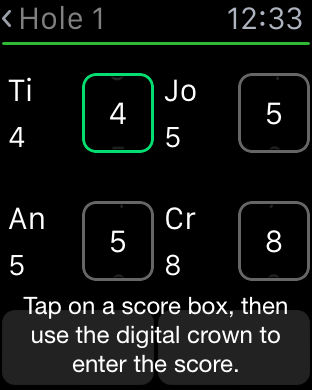 < Hole 1 12:33
Ti 4 Jo 5
4 5
An 5 Cr 8
5 8
Tap on a score box, then
use the digital crown to
enter the score.